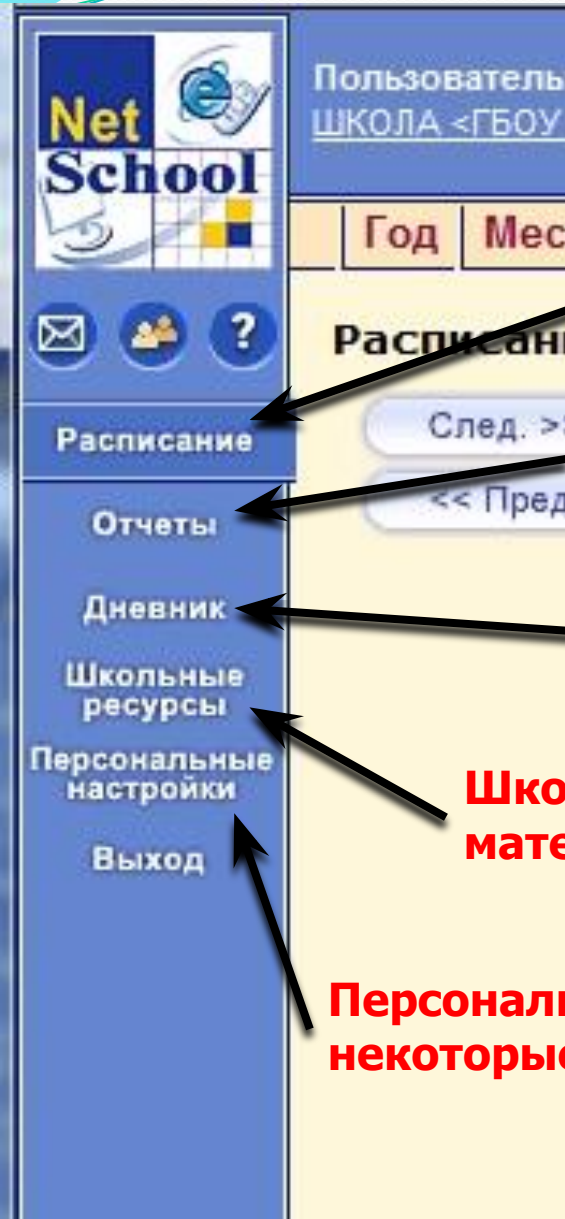 Net
School
Пользователь
ШКОЛА <ГБОУ
Год Мес
?
Расписани
След. >>
<< Пред
Расписание
Отчеты
Дневник
Школьные
ресурсы
Персональные
настройки
Выход
Шко
мате
Персонал
некоторые